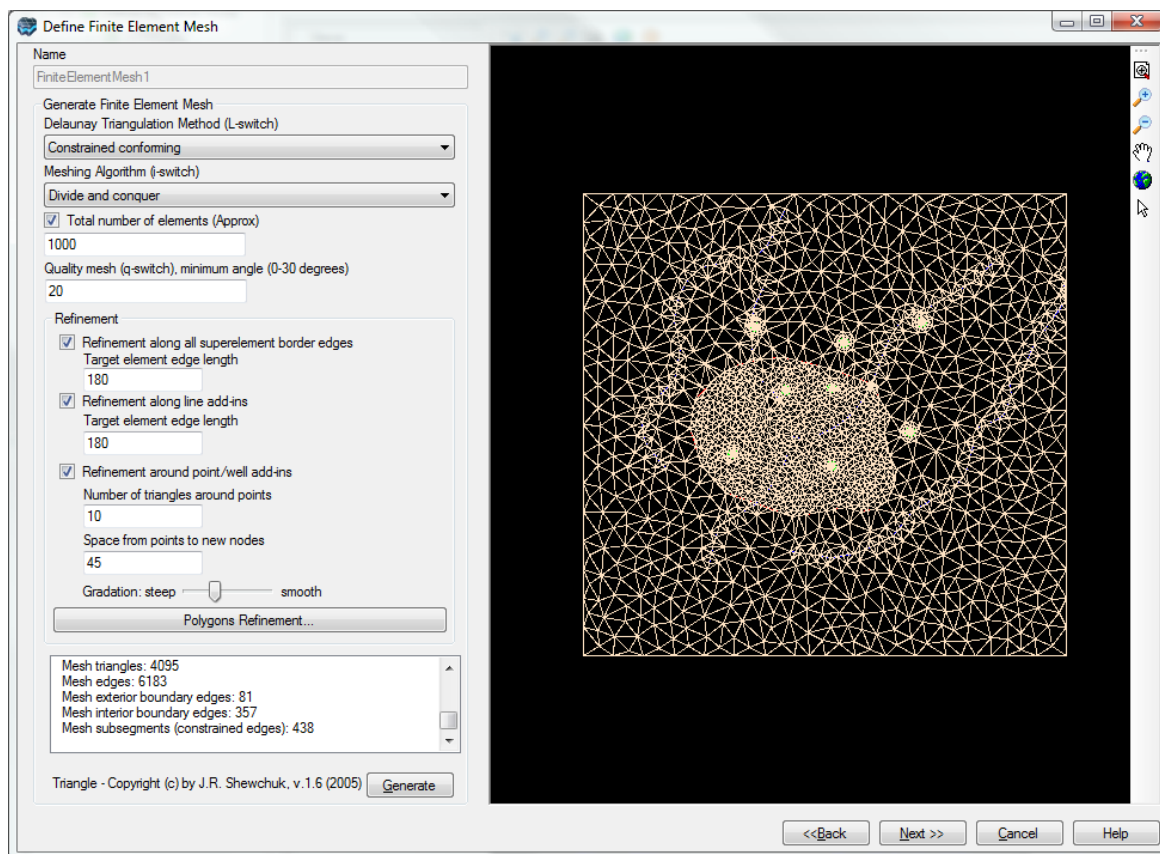 Define Finite Element Mesh
Name
FiniteElementMesh1
Generate Finite Element Mesh
Delaunay Triangulation Method (L-switch)
Constrained conforming
Meshing Algorithm (i-switch)
Divide and conquer
Total number of elements (Approx)
1000
Quality mesh (q-switch), minimum angle (0-30 degrees)
20
Refinement
Refinement along all superelement border edges
Target element edge length
180
Refinement along line add-ins
Target element edge length
180
Refinement around point/well add-ins
Number of triangles around points
10
Space from points to new nodes
45
Gradation: steep smooth
Polygons Refinement...
Mesh triangles: 4095
Mesh edges: 6183
Mesh exterior boundary edges: 81
Mesh interior boundary edges: 357
Mesh subsegments (constrained edges): 438
Triangle - Copyright (c) by J.R. Shewchuk, v.1.6 (2005) Generate
<<Back Next >> Cancel Help